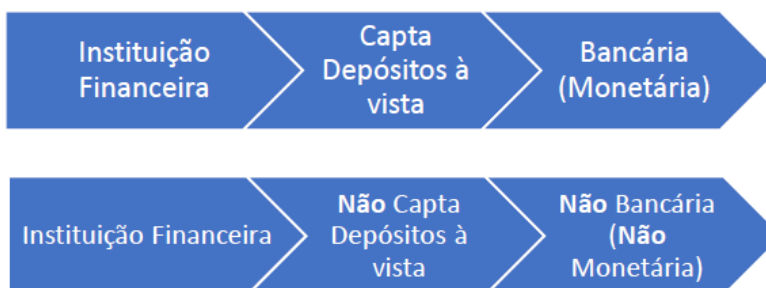 Instituição
Financeira
Capta
Depósitos à
vista
Bancária
(Monetária)
Instituição Financeira
Não Capta
Depósitos à
vista
Não Bancária
(Não
Monetária)